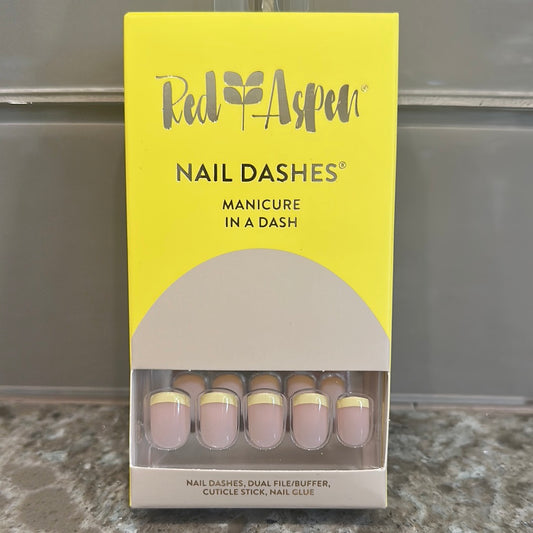 Red Aspen®
NAIL DASHES®
MANICURE
IN A DASH
NAIL DASHES, DUAL FILE/BUFFER,
CUTICLE STICK, NAIL GLUE